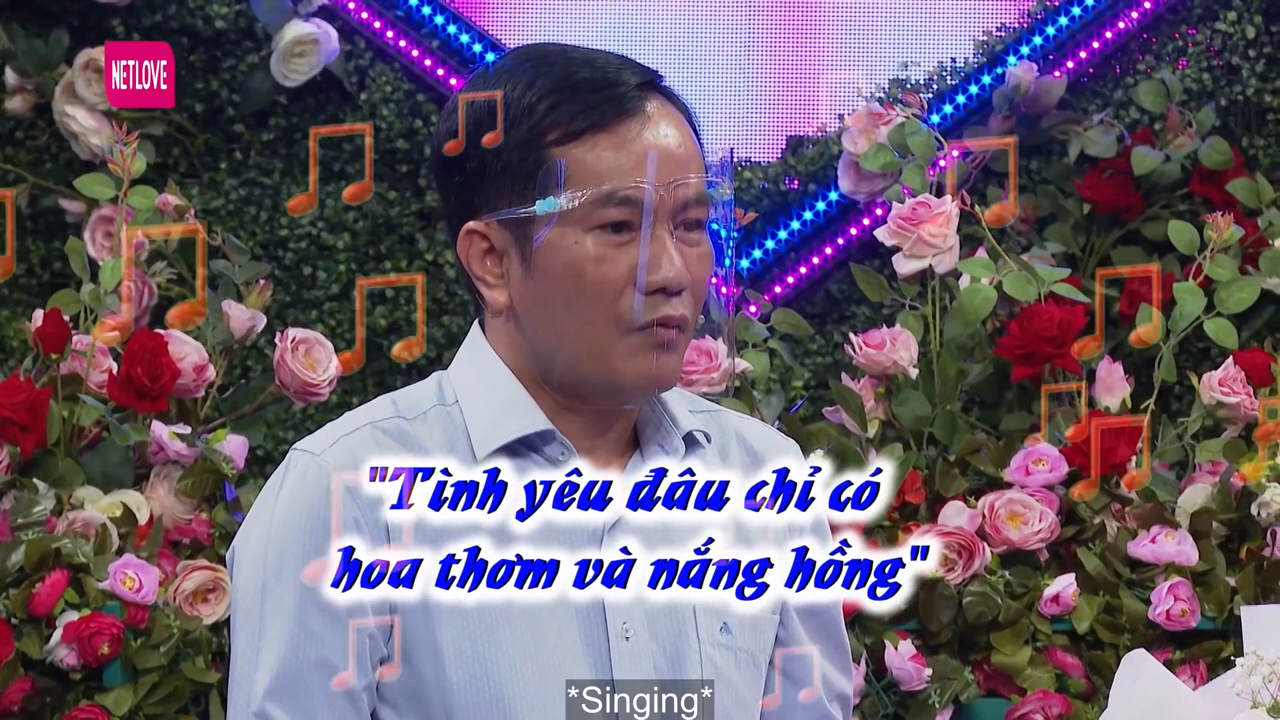 NETLOVE
"Tình yêu đâu chỉ có
hoa thơm và nắng hồng"
*Singing*